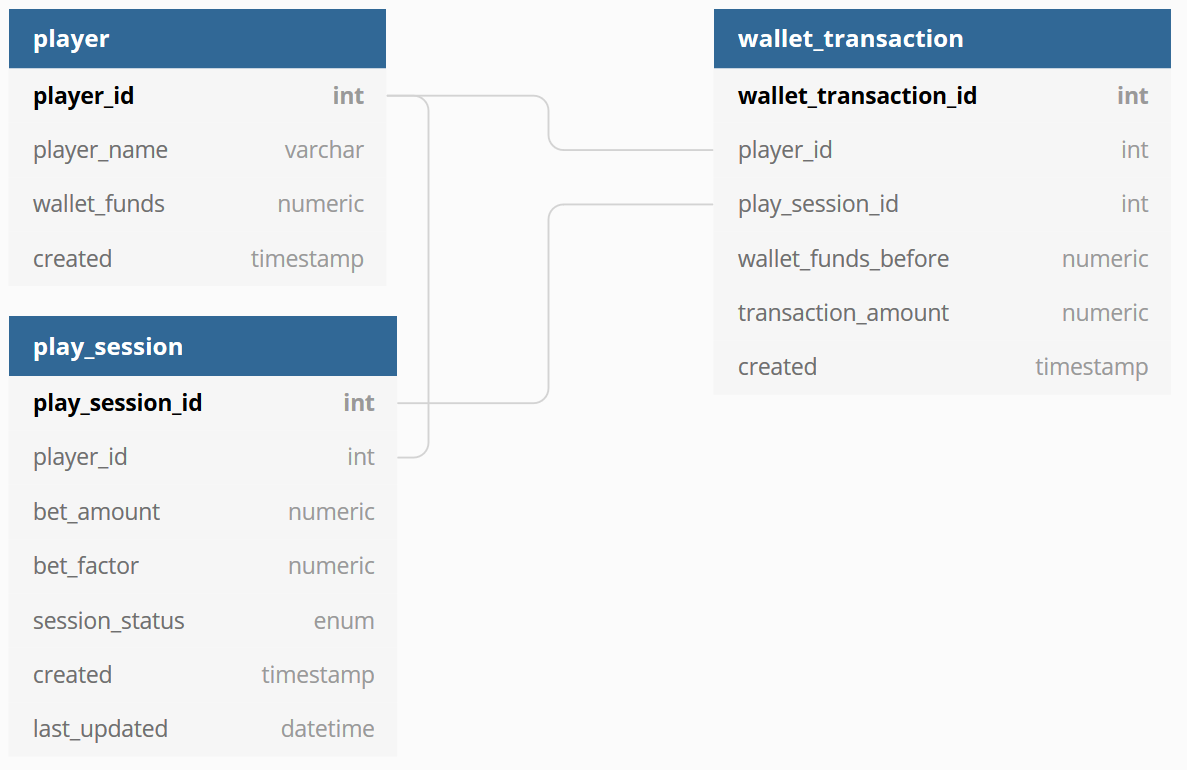 player
player_id int
player_name varchar
wallet_funds numeric
created timestamp
play_session
play_session_id int
player_id int
bet_amount numeric
bet_factor numeric
session_status enum
created timestamp
last_updated datetime
wallet_transaction
wallet_transaction_id int
player_id int
play_session_id int
wallet_funds_before numeric
transaction_amount numeric
created timestamp